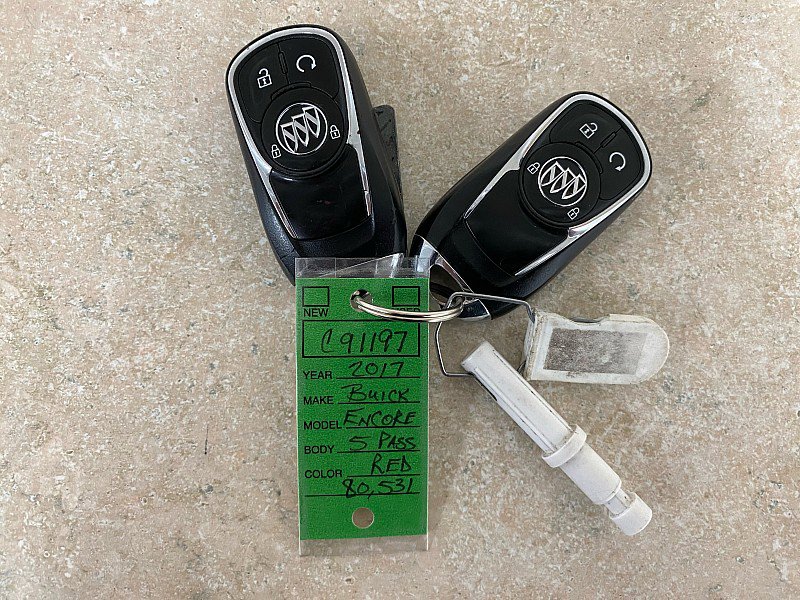 NEW
C91197
YEAR 2017
MAKE BUICK
MODEL ENCORE
BODY 5 PASS
COLOR RED
80,531